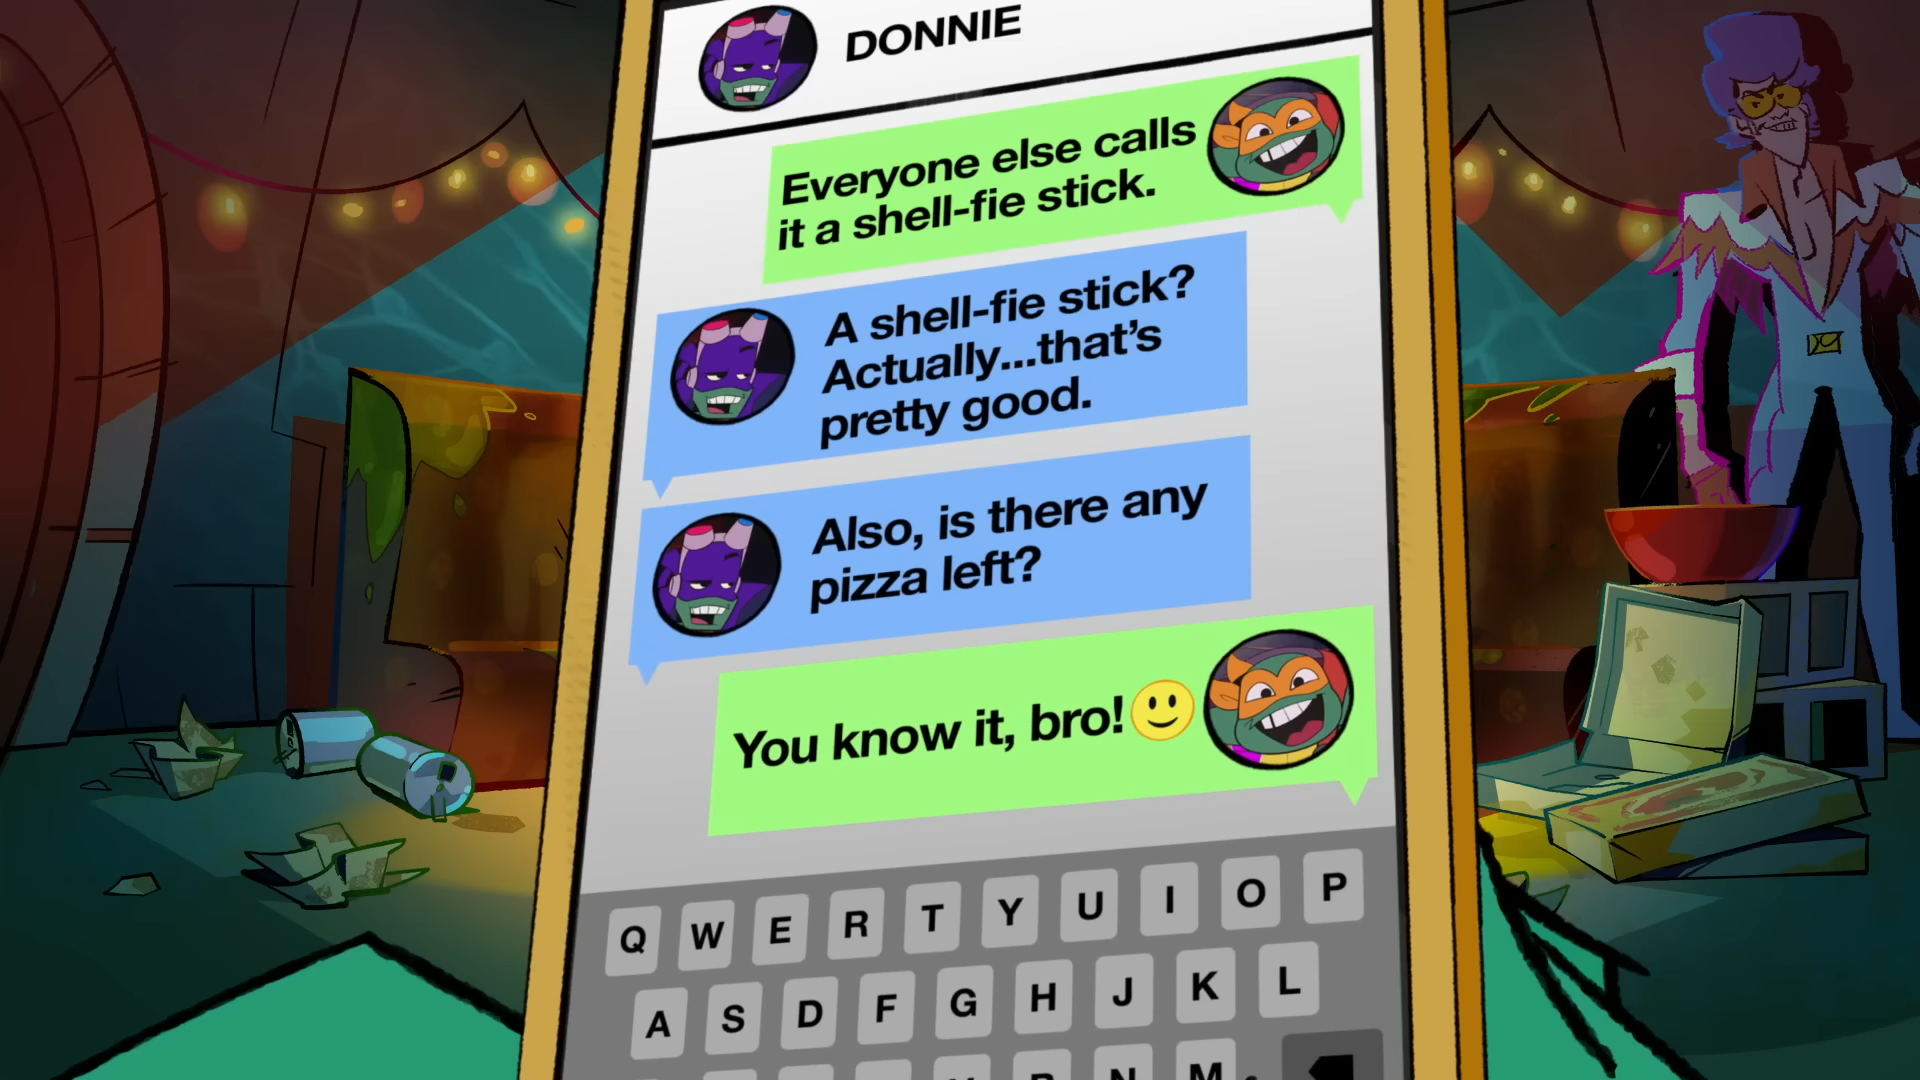 DONNIE
Everyone else calls
it a shell-fie stick.
A shell-fie stick?
Actually...that's
pretty good.
Also, is there any
pizza left?
You know it, bro!🙂
Q W E R T Y U I O P
A S D F G H J K L
B N M